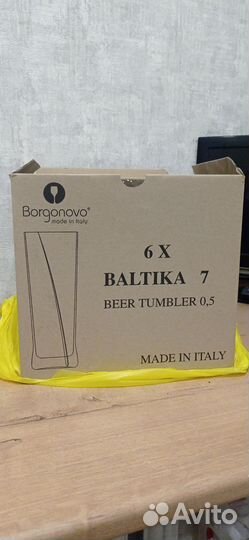 Borgonovo®
made in Italy
6 X
BALTIKA 7
BEER TUMBLER 0,5
MADE IN ITALY
Avito